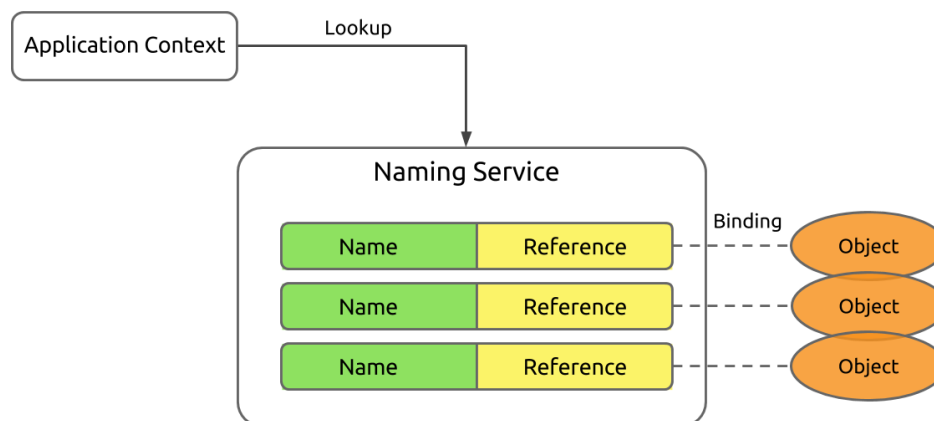 Lookup
Application Context
Naming Service
Binding
Name Reference Object
Name Reference Object
Name Reference Object